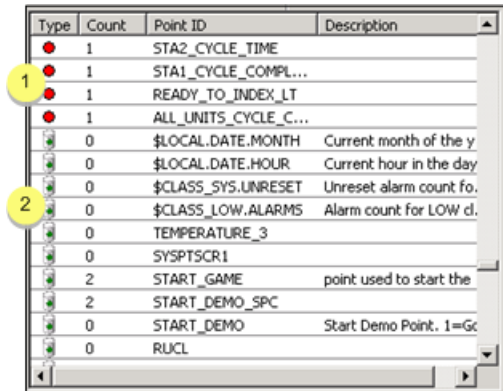 Type Count Point ID Description
1 STA2_CYCLE_TIME
1 STA1_CYCLE_COMPL...
1
1 READY_TO_INDEX_LT
1 ALL_UNITS_CYCLE_C...
0 $LOCAL.DATE.MONTH Current month of the y
0 $LOCAL.DATE.HOUR Current hour in the day
0 $CLASS_SYS.UNRESET Unreset alarm count fo.
2
0 $CLASS_LOW.ALARMS Alarm count for LOW cl.
0 TEMPERATURE_3
0 SYSPTSCR1
2 START_GAME point used to start the
2 START_DEMO_SPC
0 START_DEMO Start Demo Point. 1=Go
0 RUCL